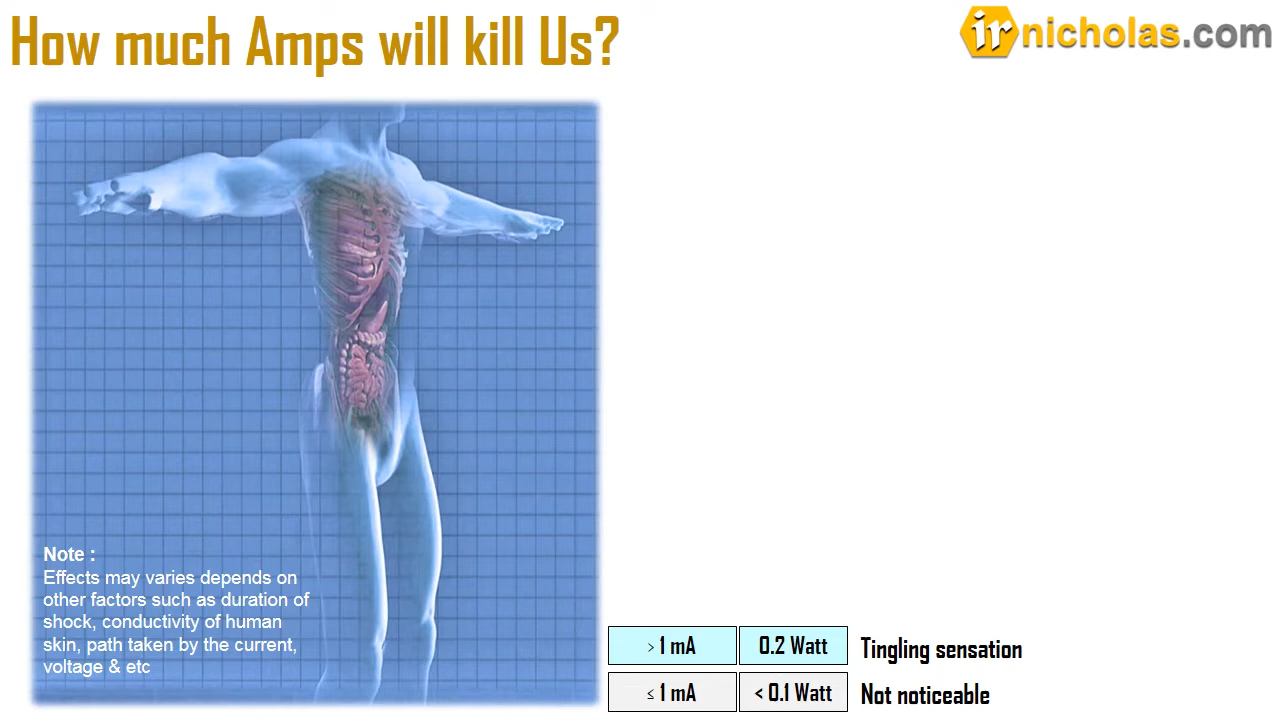 How much Amps will kill Us?
ir nicholas.com
Note :
Effects may varies depends on
other factors such as duration of
shock, conductivity of human
skin, path taken by the current,
voltage & etc
> 1 mA 0.2 Watt Tingling sensation
≤ 1 mA < 0.1 Watt Not noticeable